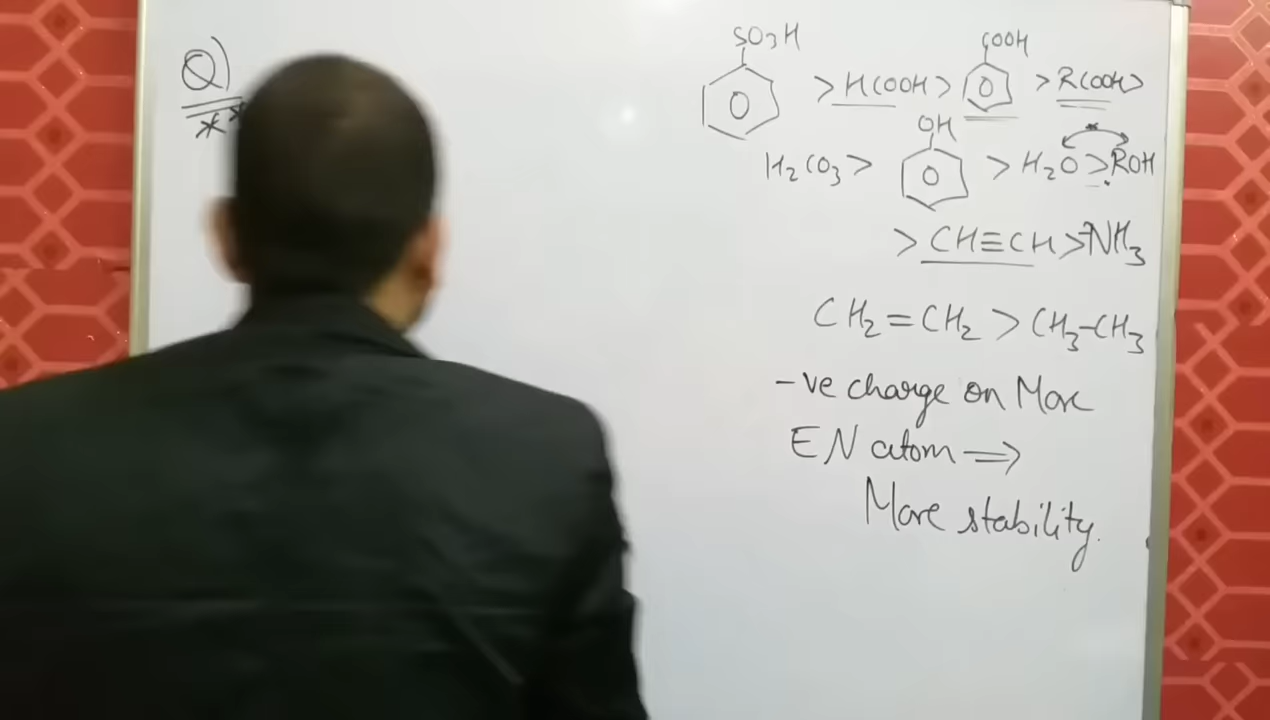 Q)
**
SO3H COOH
> HCOOH > > RCOOH >
OH
H2CO3 > > H2O > ROH
> CH≡CH > NH3
CH2=CH2 > CH3-CH3
-ve charge on More
EN atom ⇒
More stability.